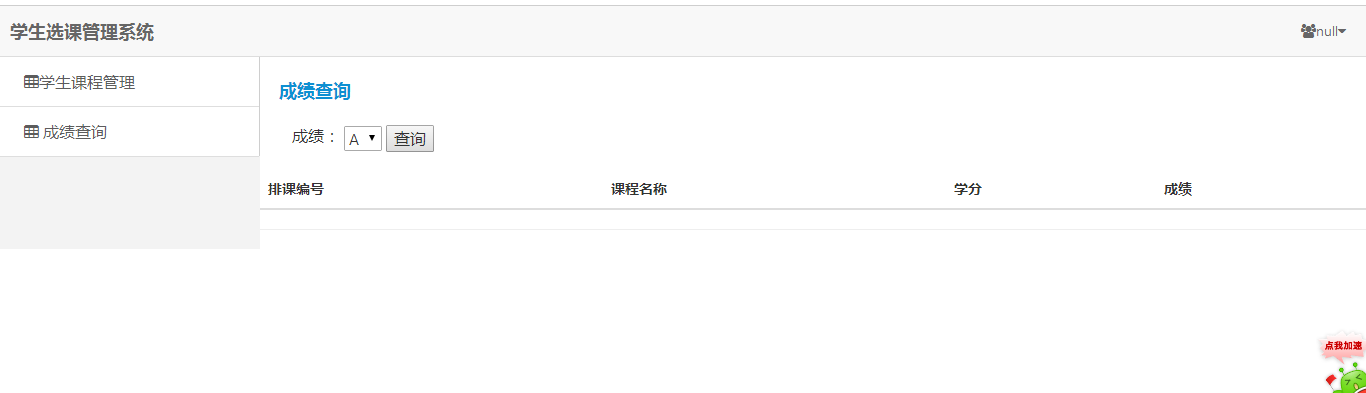 学生选课管理系统
null
学生课程管理
成绩查询
成绩查询
成绩： A 查询
排课编号 课程名称 学分 成绩
点我加速